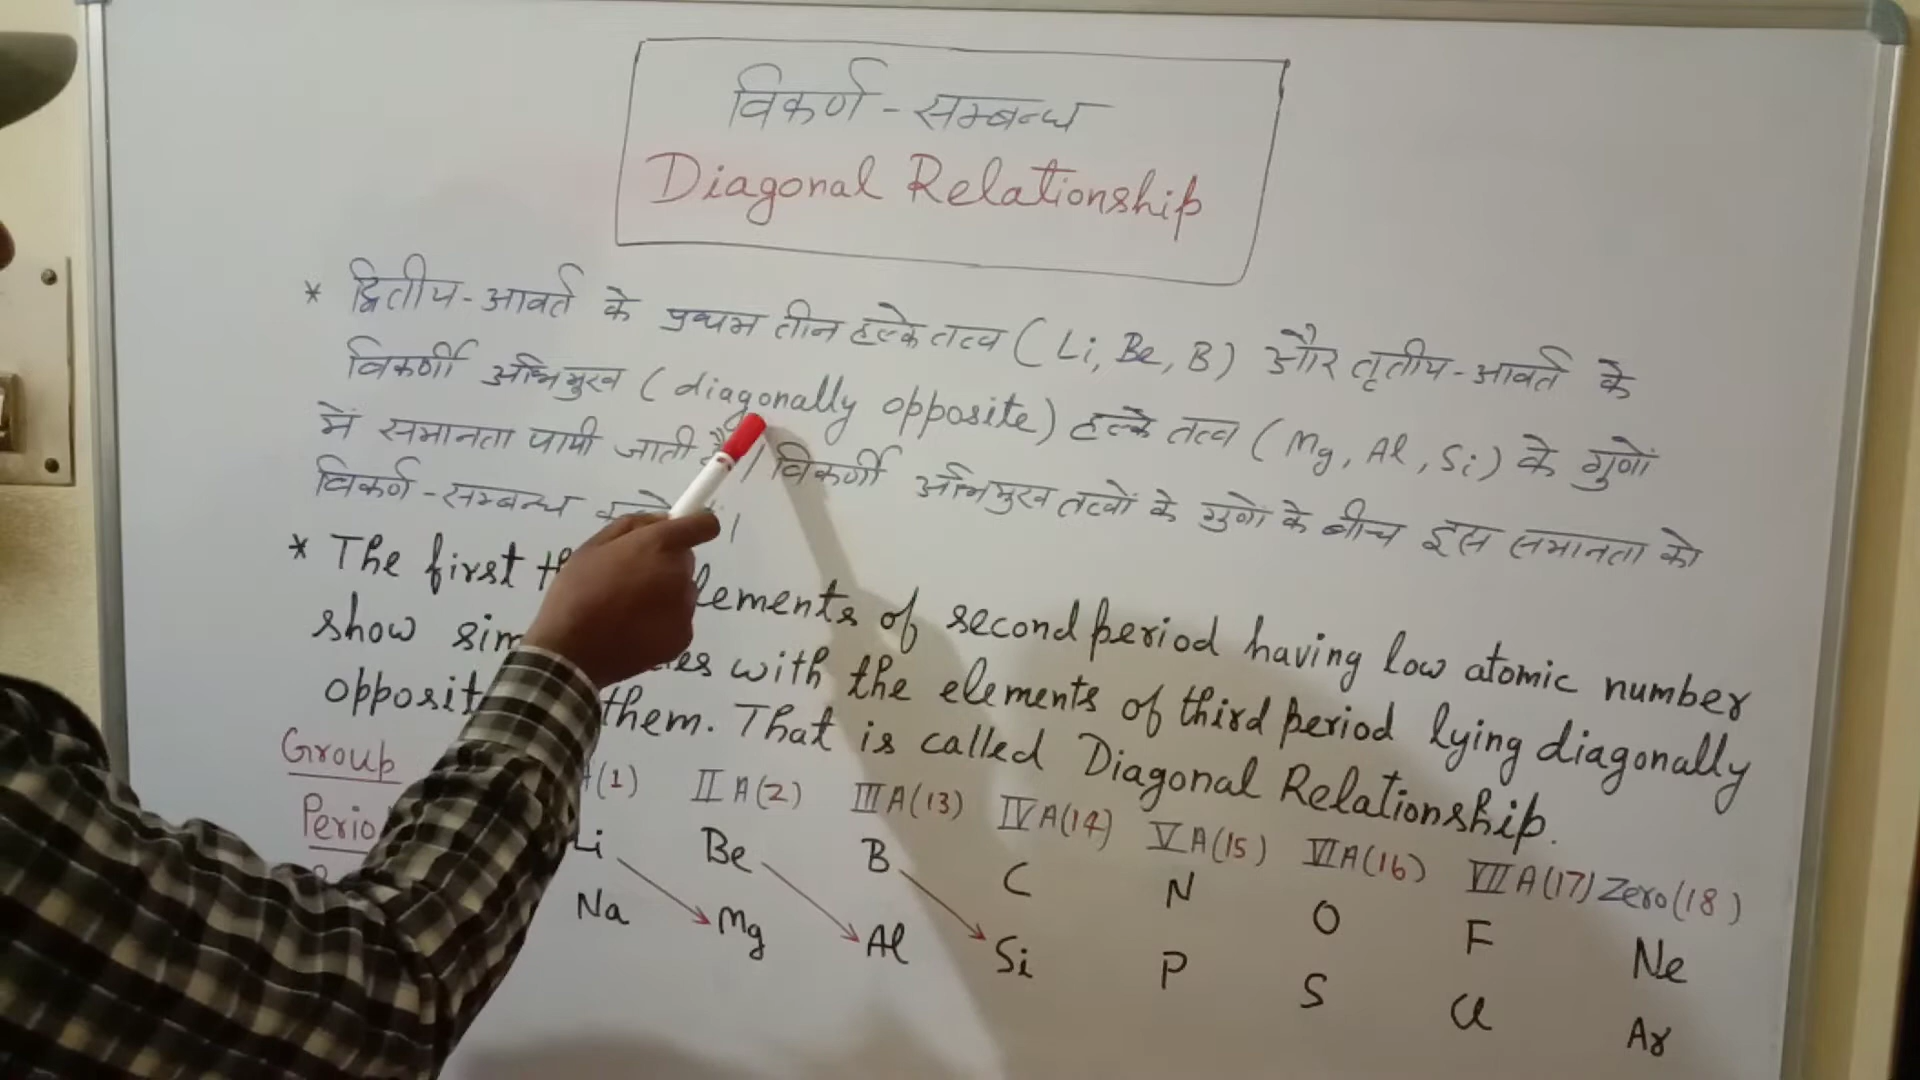 विकर्ण-सम्बन्ध
Diagonal Relationship
* द्वितीय-आवर्त के प्रथम तीन हल्के तत्व (Li, Be, B) और तृतीय-आवर्त के
विकर्णी अभिमुख (diagonally opposite) हल्के तत्व (Mg, Al, Si) के गुणों
में समानता पायी जाती है। विकर्णी अभिमुख तत्वों के गुणों के बीच इस समानता को
विकर्ण-सम्बन्ध
* The first elements of second period having low atomic number
show with the elements of third period lying diagonally
them. That is called Diagonal Relationship.
Group (1) II A(2) III A(13) IV A(14) V A(15) VI A(16) VII A(17) Zero(18)
Li Be B C N O F Ne
Na Mg Al Si P S Cl Ar